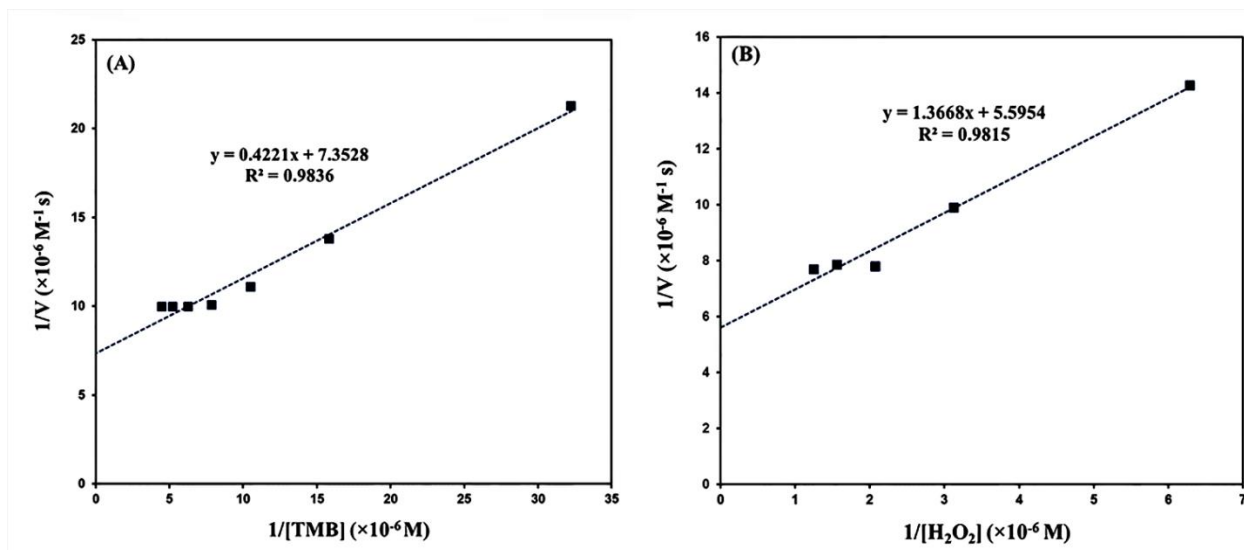 (A)
25
20
15
10
5
0
y = 0.4221x + 7.3528
R² = 0.9836
1/V (×10⁻⁶ M⁻¹ s)
0 5 10 15 20 25 30 35
1/[TMB] (×10⁻⁶ M)
(B)
16
14
12
10
8
6
4
2
0
y = 1.3668x + 5.5954
R² = 0.9815
1/V (×10⁻⁶ M⁻¹ s)
0 1 2 3 4 5 6 7
1/[H₂O₂] (×10⁻⁶ M)